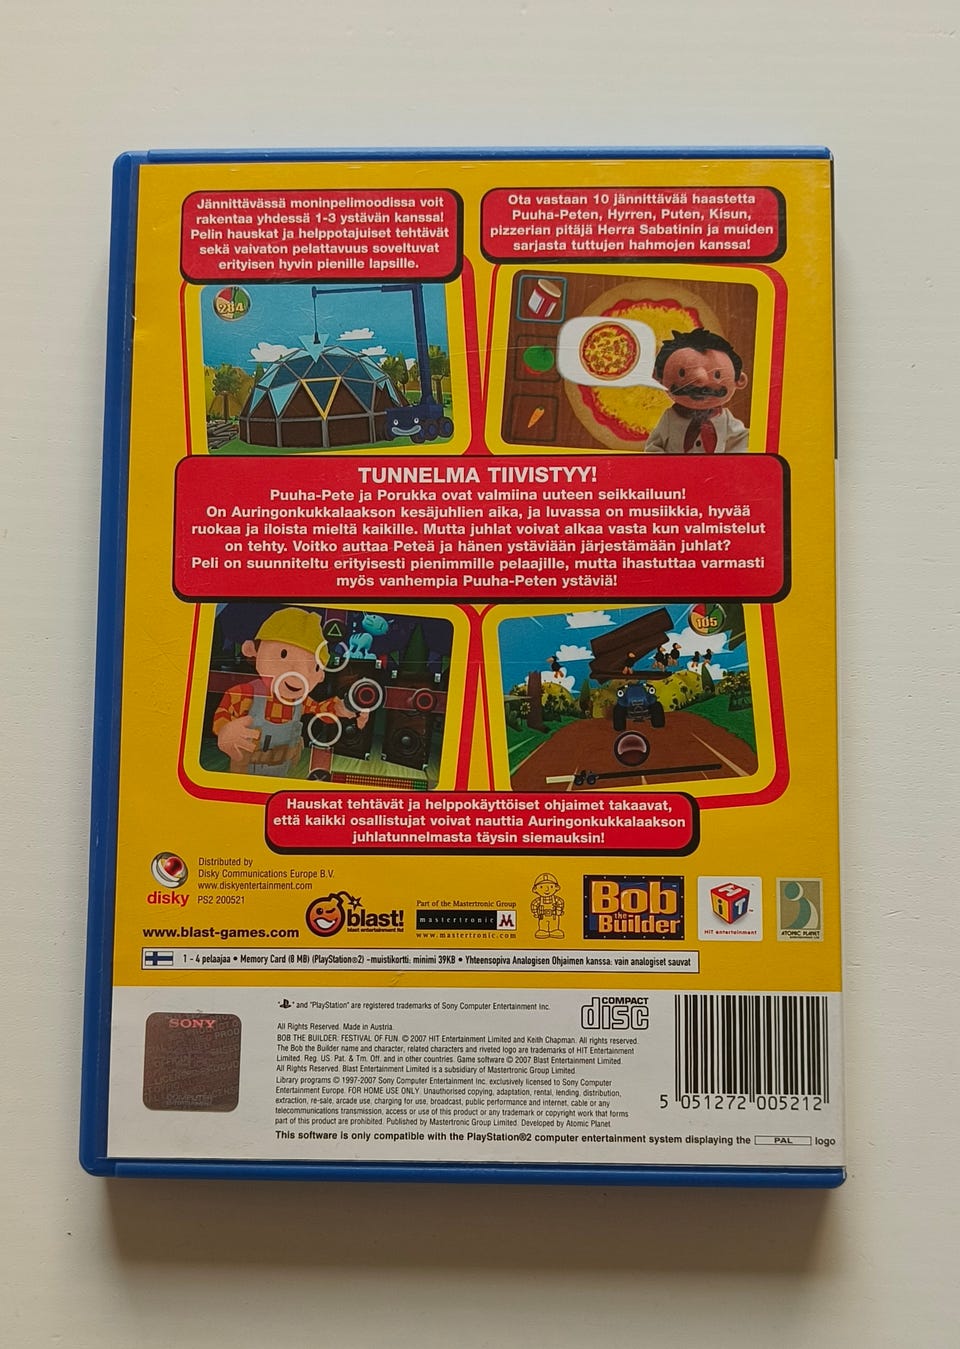 Jännittävässä moninpelimoodissa voit
rakentaa yhdessä 1-3 ystävän kanssa!
Pelin hauskat ja helppotajuiset tehtävät
sekä vaivaton pelattavuus soveltuvat
erityisen hyvin pienille lapsille.
Ota vastaan 10 jännittävää haastetta
Puuha-Peten, Hyrren, Puten, Kisun,
pizzerian pitäjä Herra Sabatinin ja muiden
sarjasta tuttujen hahmojen kanssa!
284
TUNNELMA TIIVISTYY!
Puuha-Pete ja Porukka ovat valmiina uuteen seikkailuun!
On Auringonkukkalaakson kesäjuhlien aika, ja luvassa on musiikkia, hyvää
ruokaa ja iloista mieltä kaikille. Mutta juhlat voivat alkaa vasta kun valmistelut
on tehty. Voitko auttaa Peteä ja hänen ystäviään järjestämään juhlat?
Peli on suunniteltu erityisesti pienimmille pelaajille, mutta ihastuttaa varmasti
myös vanhempia Puuha-Peten ystäviä!
105
Hauskat tehtävät ja helppokäyttöiset ohjaimet takaavat,
että kaikki osallistujat voivat nauttia Auringonkukkalaakson
juhlatunnelmasta täysin siemauksin!
disky
Distributed by
Disky Communications Europe B.V.
www.diskyentertainment.com
PS2 200521
www.blast-games.com
blast!
blast entertainment ltd
Part of the Mastertronic Group
mastertronic M
www.mastertronic.com
Bob
the
Builder
HiT
HiT entertainment
ATOMIC PLANET
1 - 4 pelaajaa • Memory Card (8 MB) (PlayStation®2) -muistikortti: minimi 39KB • Yhteensopiva Analogisen Ohjaimen kanssa: vain analogiset sauvat
" " and "PlayStation" are registered trademarks of Sony Computer Entertainment Inc.
COMPACT
disc
SONY
COMPUTER
ENTERTAINMENT
All Rights Reserved. Made in Austria.
BOB THE BUILDER: FESTIVAL OF FUN. © 2007 HIT Entertainment Limited and Keith Chapman. All rights reserved.
The Bob the Builder name and character, related characters and riveted logo are trademarks of HIT Entertainment
Limited. Reg. US. Pat. & Tm. Off. and in other countries. Game software © 2007 Blast Entertainment Limited.
All Rights Reserved. Blast Entertainment Limited is a subsidiary of Mastertronic Group Limited.
Library programs © 1997-2007 Sony Computer Entertainment Inc. exclusively licensed to Sony Computer
Entertainment Europe. FOR HOME USE ONLY. Unauthorised copying, adaptation, rental, lending, distribution,
extraction, re-sale, arcade use, charging for use, broadcast, public performance and internet, cable or any
telecommunications transmission, access or use of this product or any trademark or copyright work that forms
part of this product are prohibited. Published by Mastertronic Group Limited. Developed by Atomic Planet
This software is only compatible with the PlayStation®2 computer entertainment system displaying the PAL logo
5 051272 005212